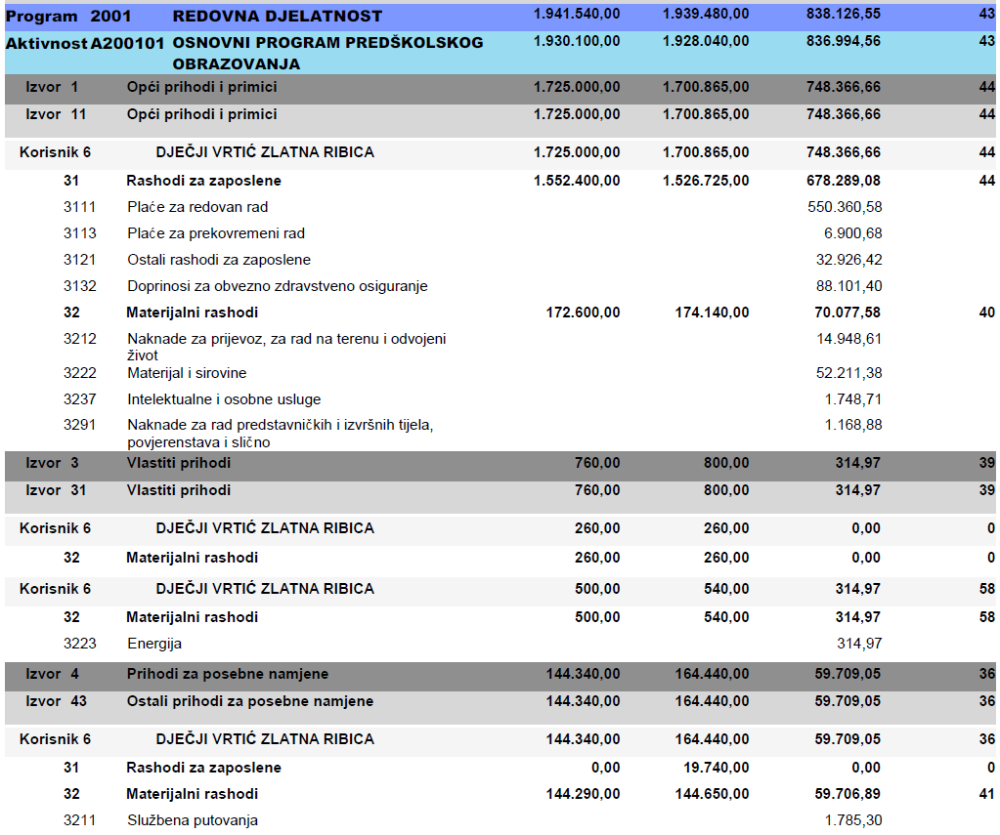 Program 2001 REDOVNA DJELATNOST 1.941.540,00 1.939.480,00 838.126,55 43
Aktivnost A200101 OSNOVNI PROGRAM PREDŠKOLSKOG 1.930.100,00 1.928.040,00 836.994,56 43
OBRAZOVANJA
Izvor 1 Opći prihodi i primici 1.725.000,00 1.700.865,00 748.366,66 44
Izvor 11 Opći prihodi i primici 1.725.000,00 1.700.865,00 748.366,66 44
Korisnik 6 DJEČJI VRTIĆ ZLATNA RIBICA 1.725.000,00 1.700.865,00 748.366,66 44
31 Rashodi za zaposlene 1.552.400,00 1.526.725,00 678.289,08 44
3111 Plaće za redovan rad 550.360,58
3113 Plaće za prekovremeni rad 6.900,68
3121 Ostali rashodi za zaposlene 32.926,42
3132 Doprinosi za obvezno zdravstveno osiguranje 88.101,40
32 Materijalni rashodi 172.600,00 174.140,00 70.077,58 40
3212 Naknade za prijevoz, za rad na terenu i odvojeni 14.948,61
život
3222 Materijal i sirovine 52.211,38
3237 Intelektualne i osobne usluge 1.748,71
3291 Naknade za rad predstavničkih i izvršnih tijela, 1.168,88
povjerenstava i slično
Izvor 3 Vlastiti prihodi 760,00 800,00 314,97 39
Izvor 31 Vlastiti prihodi 760,00 800,00 314,97 39
Korisnik 6 DJEČJI VRTIĆ ZLATNA RIBICA 260,00 260,00 0,00 0
32 Materijalni rashodi 260,00 260,00 0,00 0
Korisnik 6 DJEČJI VRTIĆ ZLATNA RIBICA 500,00 540,00 314,97 58
32 Materijalni rashodi 500,00 540,00 314,97 58
3223 Energija 314,97
Izvor 4 Prihodi za posebne namjene 144.340,00 164.440,00 59.709,05 36
Izvor 43 Ostali prihodi za posebne namjene 144.340,00 164.440,00 59.709,05 36
Korisnik 6 DJEČJI VRTIĆ ZLATNA RIBICA 144.340,00 164.440,00 59.709,05 36
31 Rashodi za zaposlene 0,00 19.740,00 0,00 0
32 Materijalni rashodi 144.290,00 144.650,00 59.706,89 41
3211 Službena putovanja 1.785,30